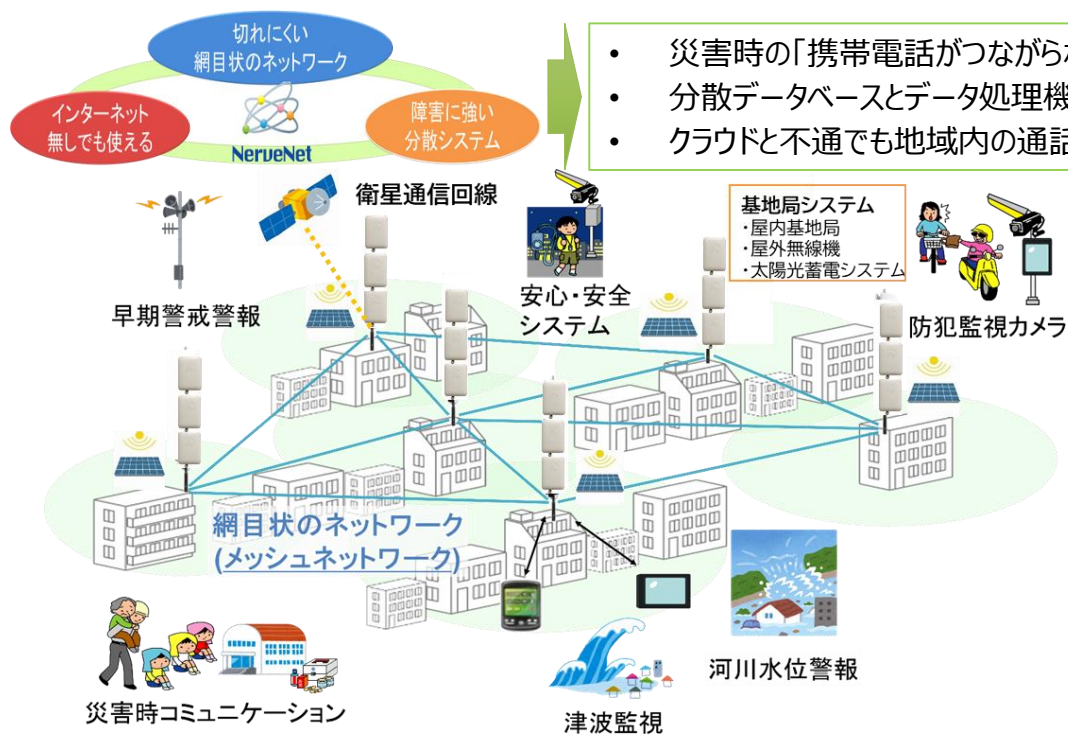 切れにくい
網目状のネットワーク
インターネット
無しでも使える
障害に強い
分散システム
NerveNet
• 災害時の「携帯電話がつながらな
• 分散データベースとデータ処理機
• クラウドと不通でも地域内の通話
早期警戒警報
衛星通信回線
安心・安全
システム
基地局システム
・屋内基地局
・屋外無線機
・太陽光蓄電システム
防犯監視カメラ
網目状のネットワーク
(メッシュネットワーク)
災害時コミュニケーション
津波監視
河川水位警報